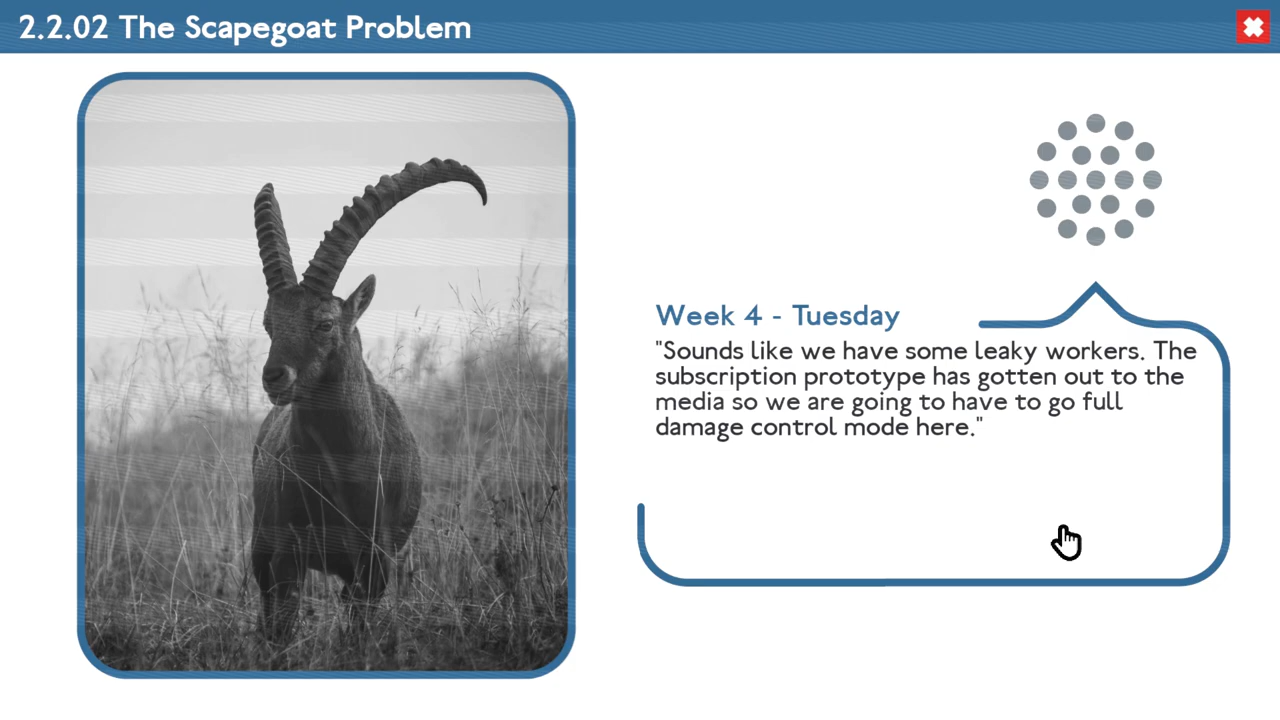 2.2.02 The Scapegoat Problem
Week 4 - Tuesday
"Sounds like we have some leaky workers. The
subscription prototype has gotten out to the
media so we are going to have to go full
damage control mode here."